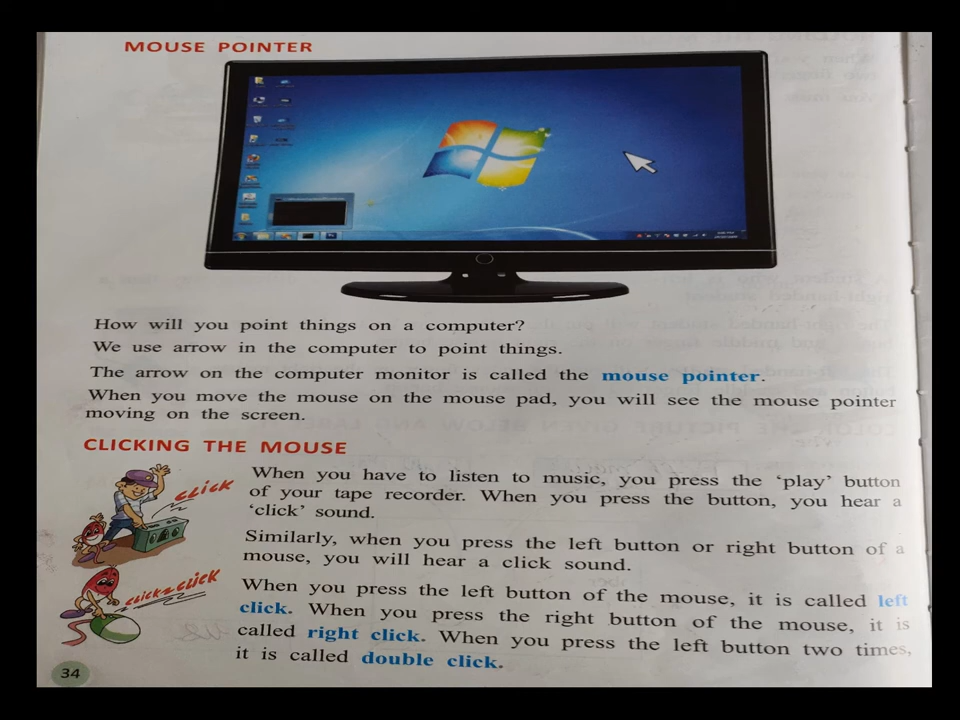 MOUSE POINTER
How will you point things on a computer?
We use arrow in the computer to point things.
The arrow on the computer monitor is called the mouse pointer.
When you move the mouse on the mouse pad, you will see the mouse pointer
moving on the screen.
CLICKING THE MOUSE
CLICK
When you have to listen to music, you press the ‘play’ button
of your tape recorder. When you press the button, you hear a
‘click’ sound.
Similarly, when you press the left button or right button of a
mouse, you will hear a click sound.
CLICK CLICK
When you press the left button of the mouse, it is called left
click. When you press the right button of the mouse, it is
called right click. When you press the left button two times,
it is called double click.
34